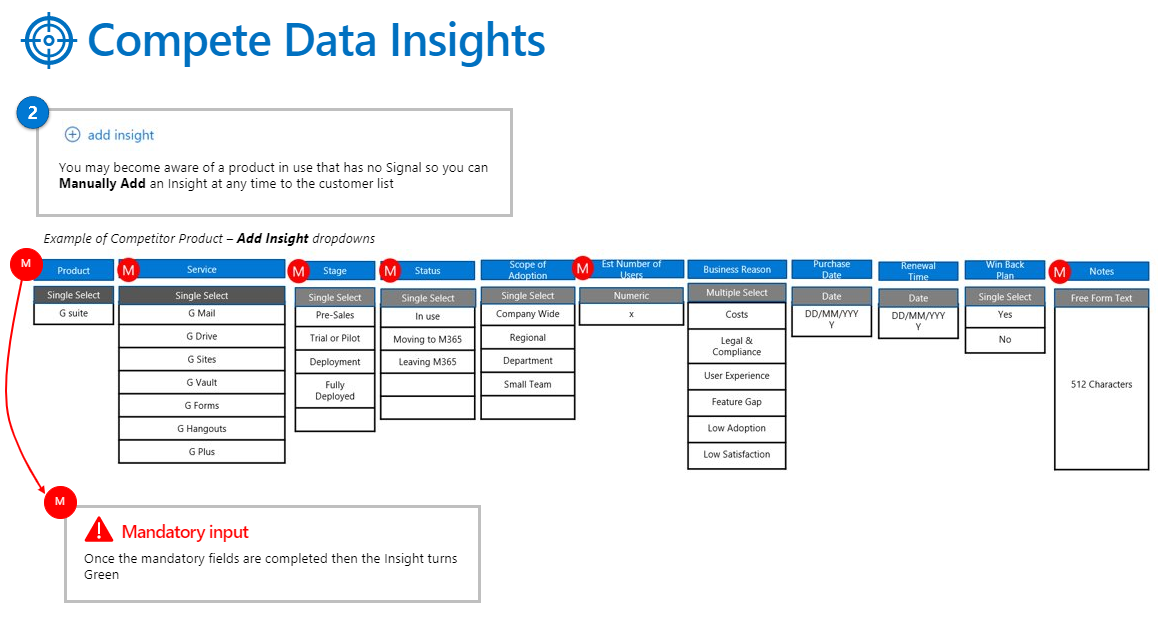 Compete Data Insights
2
add insight
You may become aware of a product in use that has no Signal so you can
Manually Add an Insight at any time to the customer list
Example of Competitor Product – Add Insight dropdowns
M
Product
Single Select
G suite
M
Service
Single Select
G Mail
G Drive
G Sites
G Vault
G Forms
G Hangouts
G Plus
M
Stage
Single Select
Pre-Sales
Trial or Pilot
Deployment
Fully
Deployed
M
Status
Single Select
In use
Moving to M365
Leaving M365
Scope of
Adoption
Single Select
Company Wide
Regional
Department
Small Team
M
Est Number of
Users
Numeric
x
Business Reason
Multiple Select
Costs
Legal &
Compliance
User Experience
Feature Gap
Low Adoption
Low Satisfaction
Purchase
Date
Date
DD/MM/YYY
Y
Renewal
Time
Date
DD/MM/YYY
Y
Win Back
Plan
Single Select
Yes
No
M
Notes
Free Form Text
512 Characters
M
Mandatory input
Once the mandatory fields are completed then the Insight turns
Green